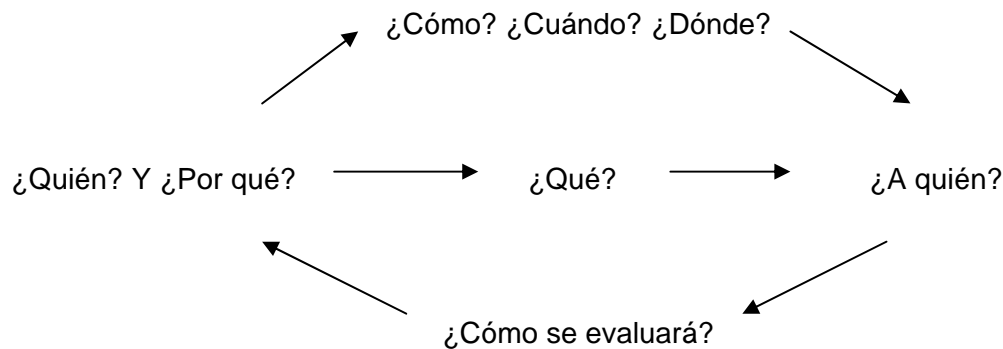 ¿Cómo? ¿Cuándo? ¿Dónde?
¿Quién? Y ¿Por qué?
¿Qué?
¿A quién?
¿Cómo se evaluará?